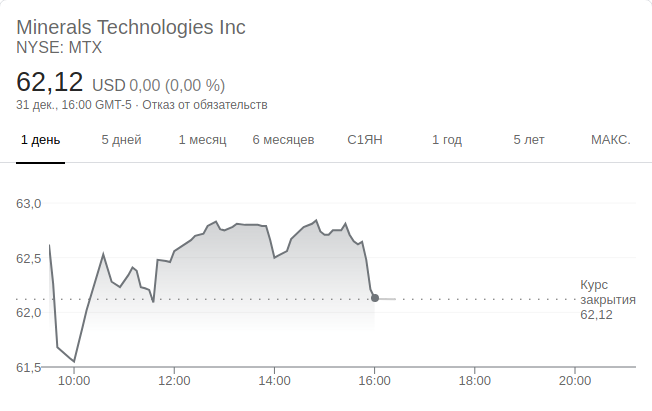 Minerals Technologies Inc
NYSE: MTX
62,12 USD 0,00 (0,00 %)
31 дек., 16:00 GMT-5 · Отказ от обязательств
1 день 5 дней 1 месяц 6 месяцев С1ЯН 1 год 5 лет МАКС.
63,0
62,5
Курс
закрытия
62,12
62,0
61,5
10:00 12:00 14:00 16:00 18:00 20:00